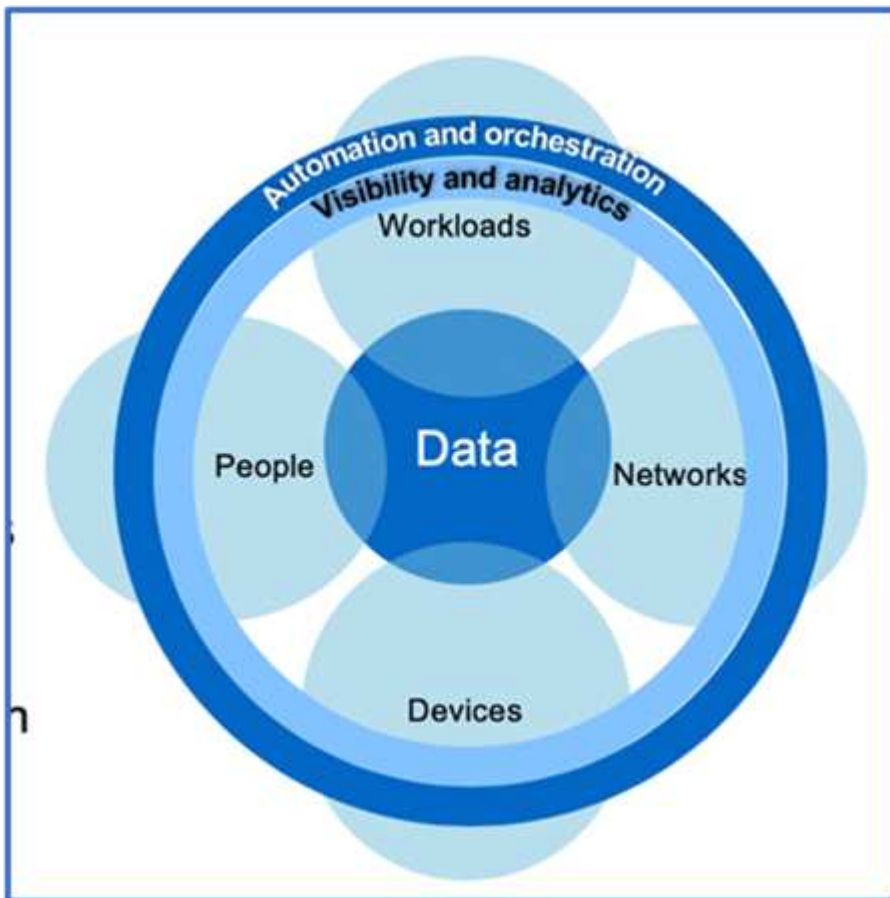 Automation and orchestration
Visibility and analytics
Workloads
Data
People
Networks
s
Devices
n